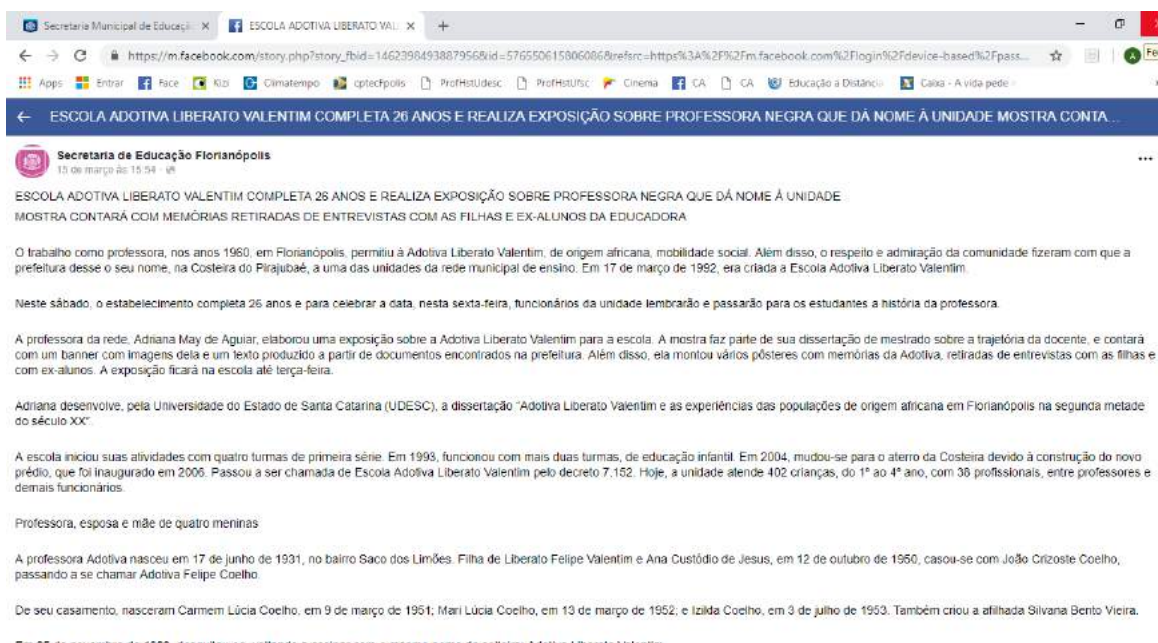 Secretaria Municipal de Educaçã
ESCOLA ADOTIVA LIBERATO VAL
https://m.facebook.com/story.php?story_fbid=1462398493887956&id=576550615806086&refsrc=https%3A%2F%2Fm.facebook.com%2Flogin%2Fdevice-based%2Fpass...
Apps Entrar Face Kizi Climatempo cptecfpolis ProfHstUdesc ProfHstUfsc Cinema CA CA Educação a Distância Caixa - A vida pede
← ESCOLA ADOTIVA LIBERATO VALENTIM COMPLETA 26 ANOS E REALIZA EXPOSIÇÃO SOBRE PROFESSORA NEGRA QUE DÁ NOME À UNIDADE MOSTRA CONTA...
Secretaria de Educação Florianópolis
15 de março às 15:54
ESCOLA ADOTIVA LIBERATO VALENTIM COMPLETA 26 ANOS E REALIZA EXPOSIÇÃO SOBRE PROFESSORA NEGRA QUE DÁ NOME À UNIDADE
MOSTRA CONTARÁ COM MEMÓRIAS RETIRADAS DE ENTREVISTAS COM AS FILHAS E EX-ALUNOS DA EDUCADORA
O trabalho como professora, nos anos 1960, em Florianópolis, permitiu à Adotiva Liberato Valentim, de origem africana, mobilidade social. Além disso, o respeito e admiração da comunidade fizeram com que a
prefeitura desse o seu nome, na Costeira do Pirajubaé, a uma das unidades da rede municipal de ensino. Em 17 de março de 1992, era criada a Escola Adotiva Liberato Valentim.
Neste sábado, o estabelecimento completa 26 anos e para celebrar a data, nesta sexta-feira, funcionários da unidade lembrarão e passarão para os estudantes a história da professora.
A professora da rede, Adriana May de Aguiar, elaborou uma exposição sobre a Adotiva Liberato Valentim para a escola. A mostra faz parte de sua dissertação de mestrado sobre a trajetória da docente, e contará
com um banner com imagens dela e um texto produzido a partir de documentos encontrados na prefeitura. Além disso, ela montou vários pôsteres com memórias da Adotiva, retiradas de entrevistas com as filhas e
com ex-alunos. A exposição ficará na escola até terça-feira.
Adriana desenvolve, pela Universidade do Estado de Santa Catarina (UDESC), a dissertação "Adotiva Liberato Valentim e as experiências das populações de origem africana em Florianópolis na segunda metade
do século XX".
A escola iniciou suas atividades com quatro turmas de primeira série. Em 1993, funcionou com mais duas turmas, de educação infantil. Em 2004, mudou-se para o aterro da Costeira devido à construção do novo
prédio, que foi inaugurado em 2006. Passou a ser chamada de Escola Adotiva Liberato Valentim pelo decreto 7.152. Hoje, a unidade atende 402 crianças, do 1º ao 4º ano, com 38 profissionais, entre professores e
demais funcionários.
Professora, esposa e mãe de quatro meninas
A professora Adotiva nasceu em 17 de junho de 1931, no bairro Saco dos Limões. Filha de Liberato Felipe Valentim e Ana Custódio de Jesus, em 12 de outubro de 1950, casou-se com João Crizoste Coelho,
passando a se chamar Adotiva Felipe Coelho.
De seu casamento, nasceram Carmem Lúcia Coelho, em 9 de março de 1951; Mari Lúcia Coelho, em 13 de março de 1952; e Izilda Coelho, em 3 de julho de 1953. Também criou a afilhada Silvana Bento Vieira.